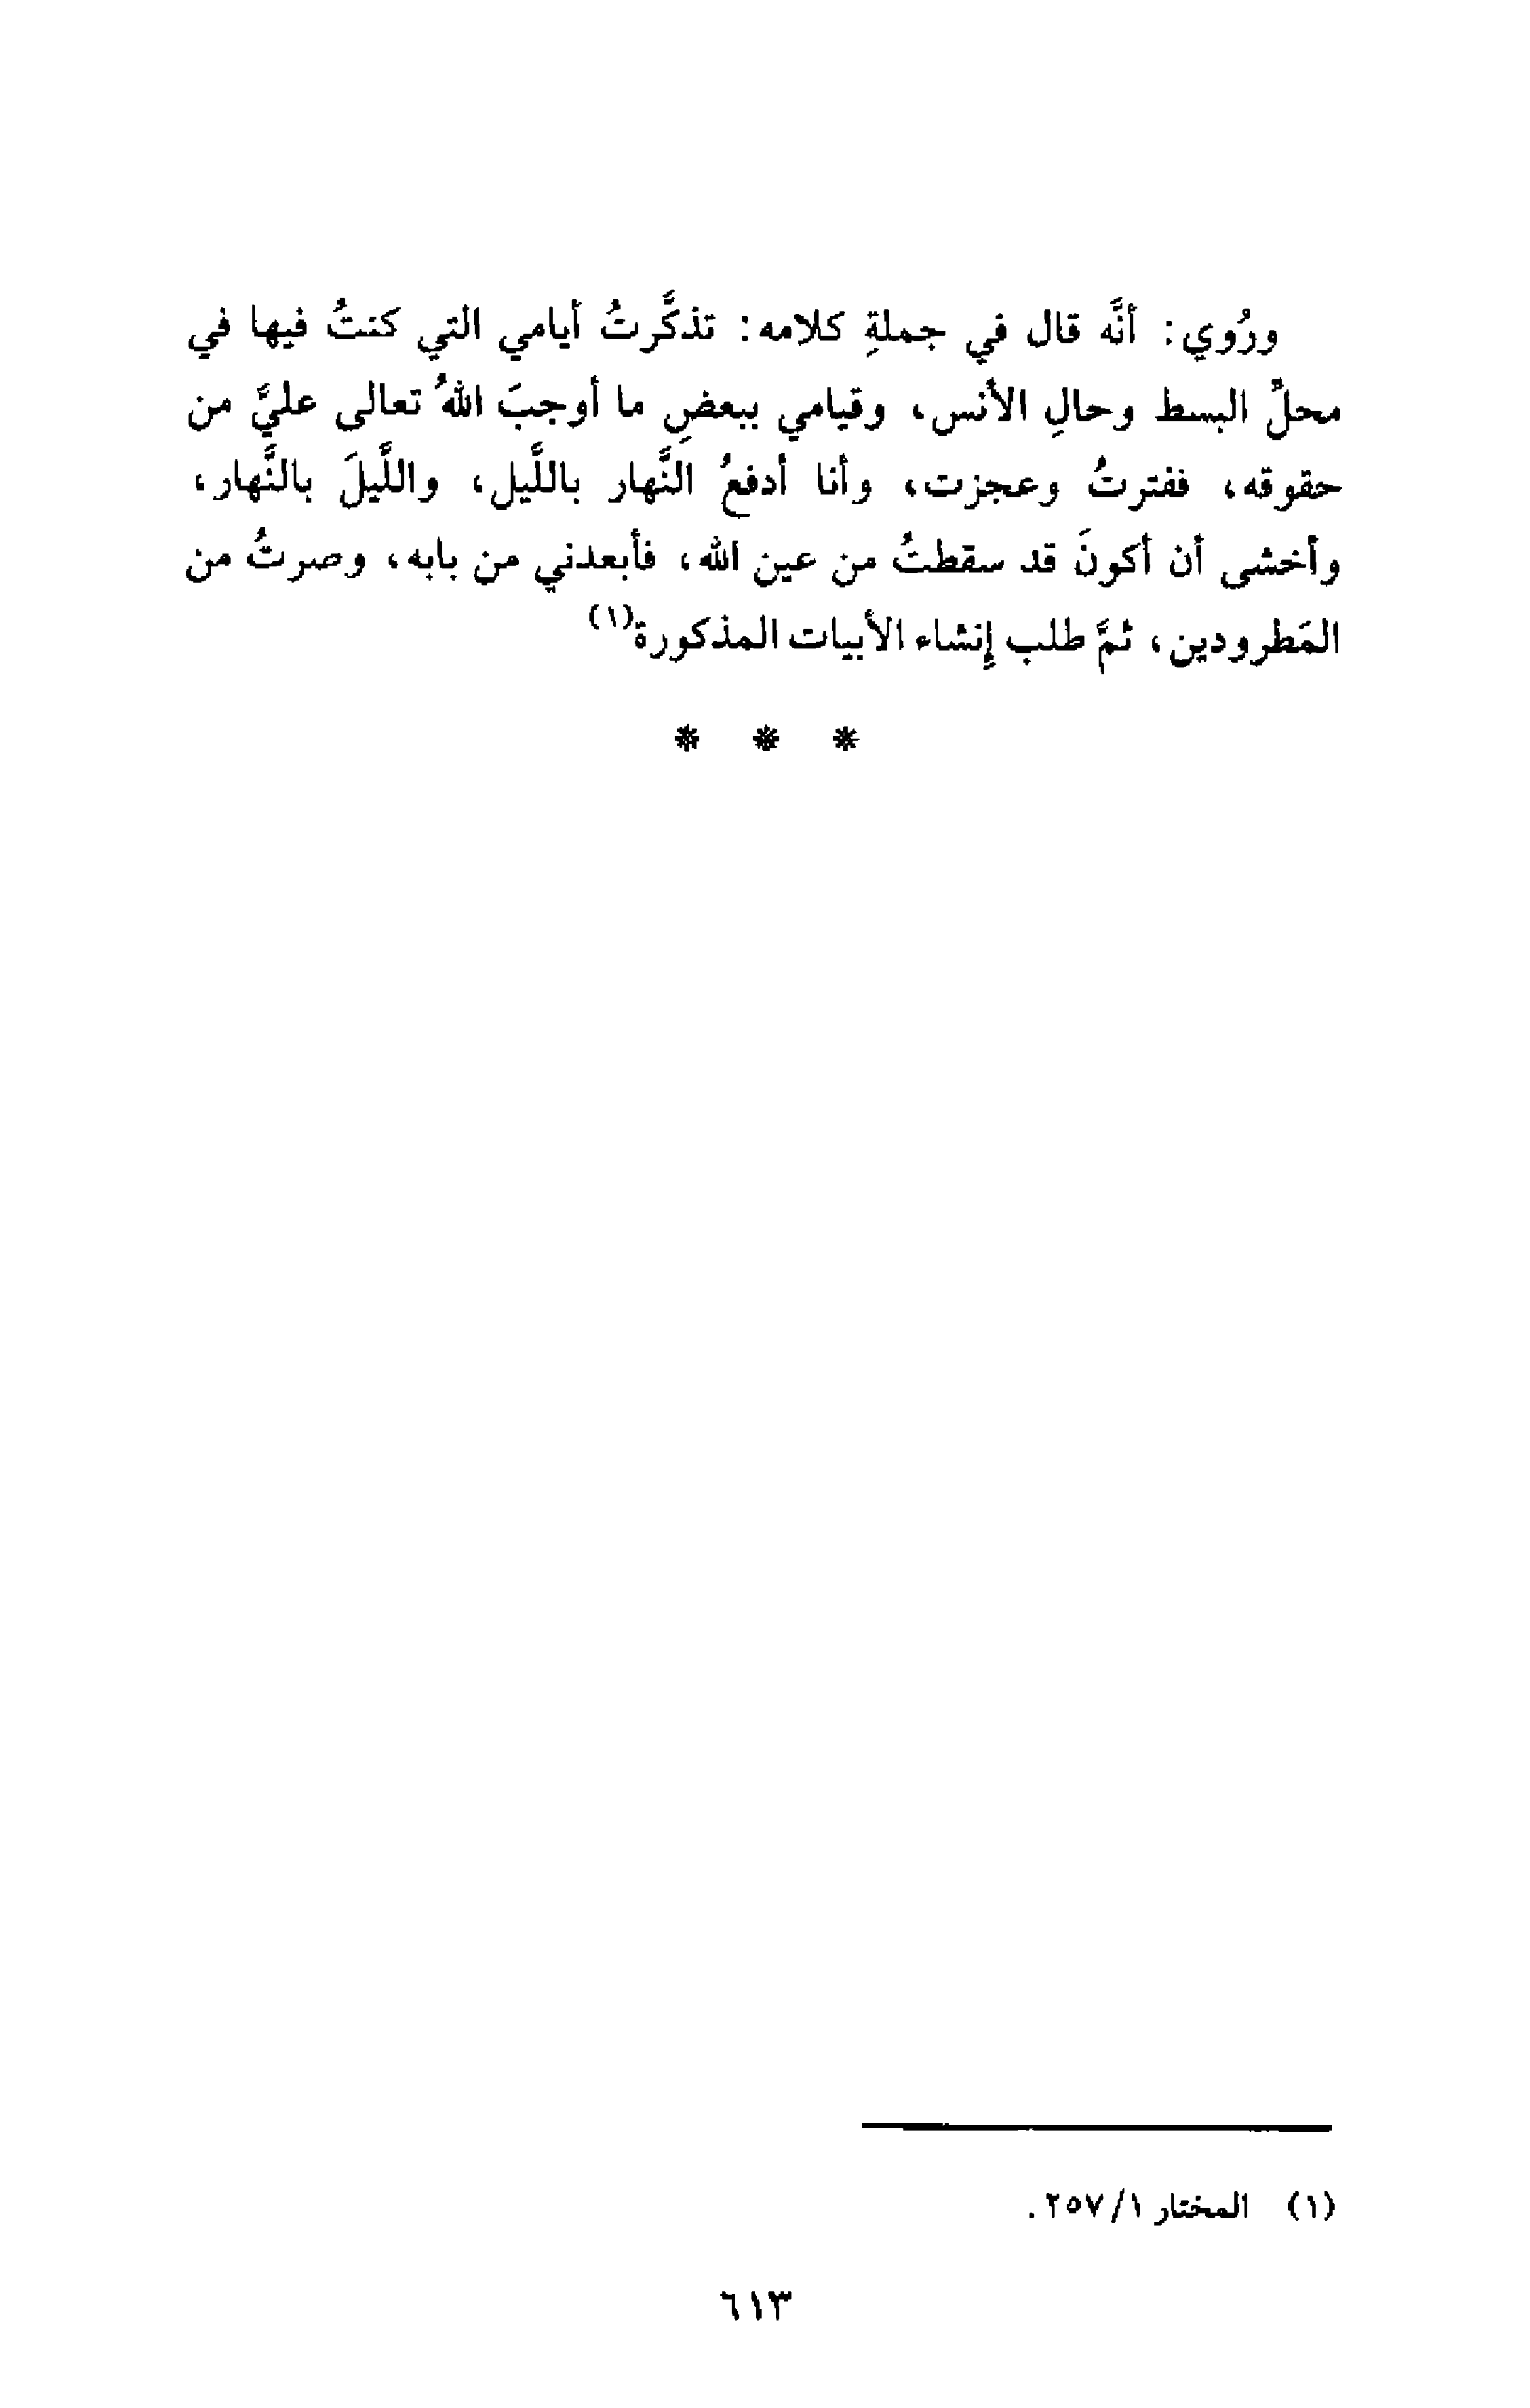 ورُوي: أنَّه قال في جملةِ كلامه: تذكَّرتُ أيامي التي كنتُ فيها في
محلِّ البسط وحالِ الأنس، وقيامي ببعضِ ما أوجبَ اللهُ تعالى عليَّ من
حقوقه، ففترتُ وعجزت، وأنا أدفعُ النَّهار باللَّيل، واللَّيلَ بالنَّهار،
وأخشى أن أكونَ قد سقطتُ من عين الله، فأبعدني من بابه، وصرتُ من
المَطرودين، ثمَّ طلب إِنشاء الأبيات المذكورة(١)
* * *
(١) المختار ١/٢٥٧.
٦١٣